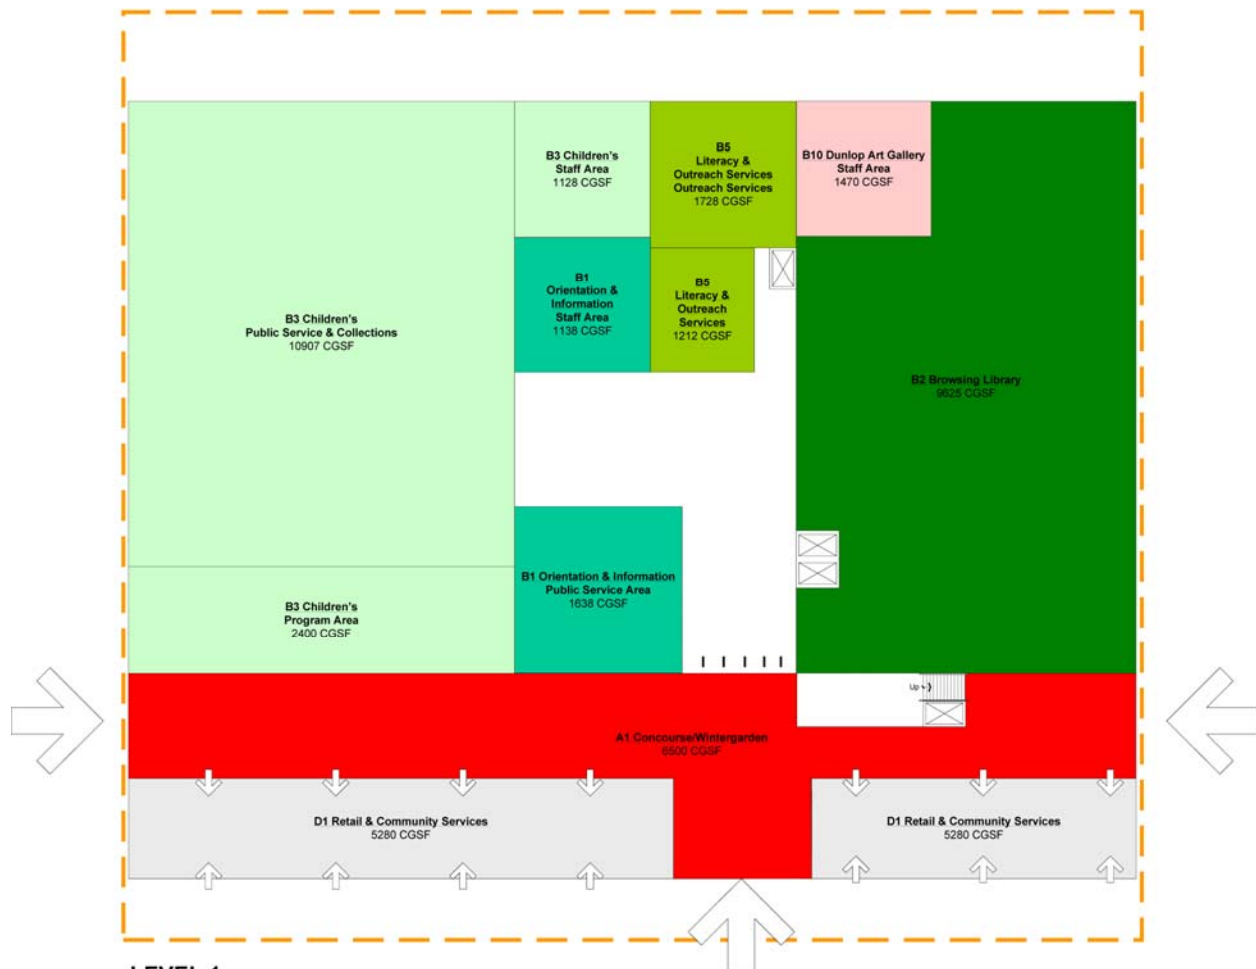 B3 Children's
Staff Area
1128 CGSF
B5
Literacy &
Outreach Services
Outreach Services
1728 CGSF
B10 Dunlop Art Gallery
Staff Area
1470 CGSF
B1
Orientation &
Information
Staff Area
1138 CGSF
B5
Literacy &
Outreach
Services
1212 CGSF
B3 Children's
Public Service & Collections
10907 CGSF
B2 Browsing Library
9625 CGSF
B1 Orientation & Information
Public Service Area
1638 CGSF
B3 Children's
Program Area
2400 CGSF
Up
A1 Concourse/Wintergarden
6500 CGSF
D1 Retail & Community Services
5280 CGSF
D1 Retail & Community Services
5280 CGSF
LEVEL 1